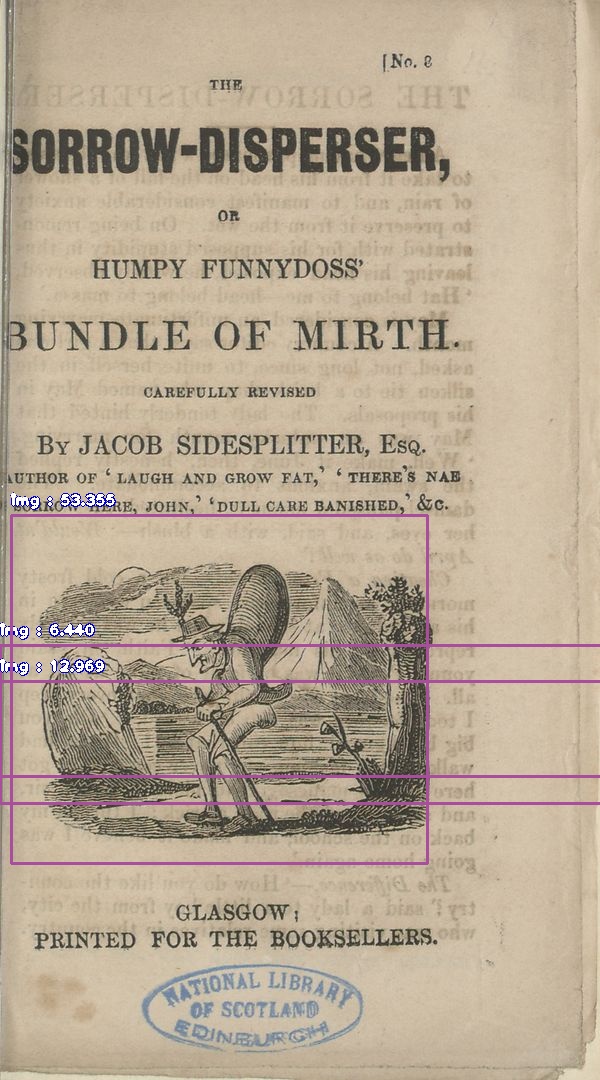 [No. 8
THE
SORROW-DISPERSER,
OR
HUMPY FUNNYDOSS'
BUNDLE OF MIRTH.
CAREFULLY REVISED
BY JACOB SIDESPLITTER, ESQ.
AUTHOR OF ‘LAUGH AND GROW FAT,’ ‘THERE'S NAE
Img : 53.355
SORROW HERE, JOHN,’ ‘DULL CARE BANISHED,’ &c.
Img : 6.440
Img : 12.969
GLASGOW;
PRINTED FOR THE BOOKSELLERS.
NATIONAL LIBRARY
OF SCOTLAND
EDINBURGH